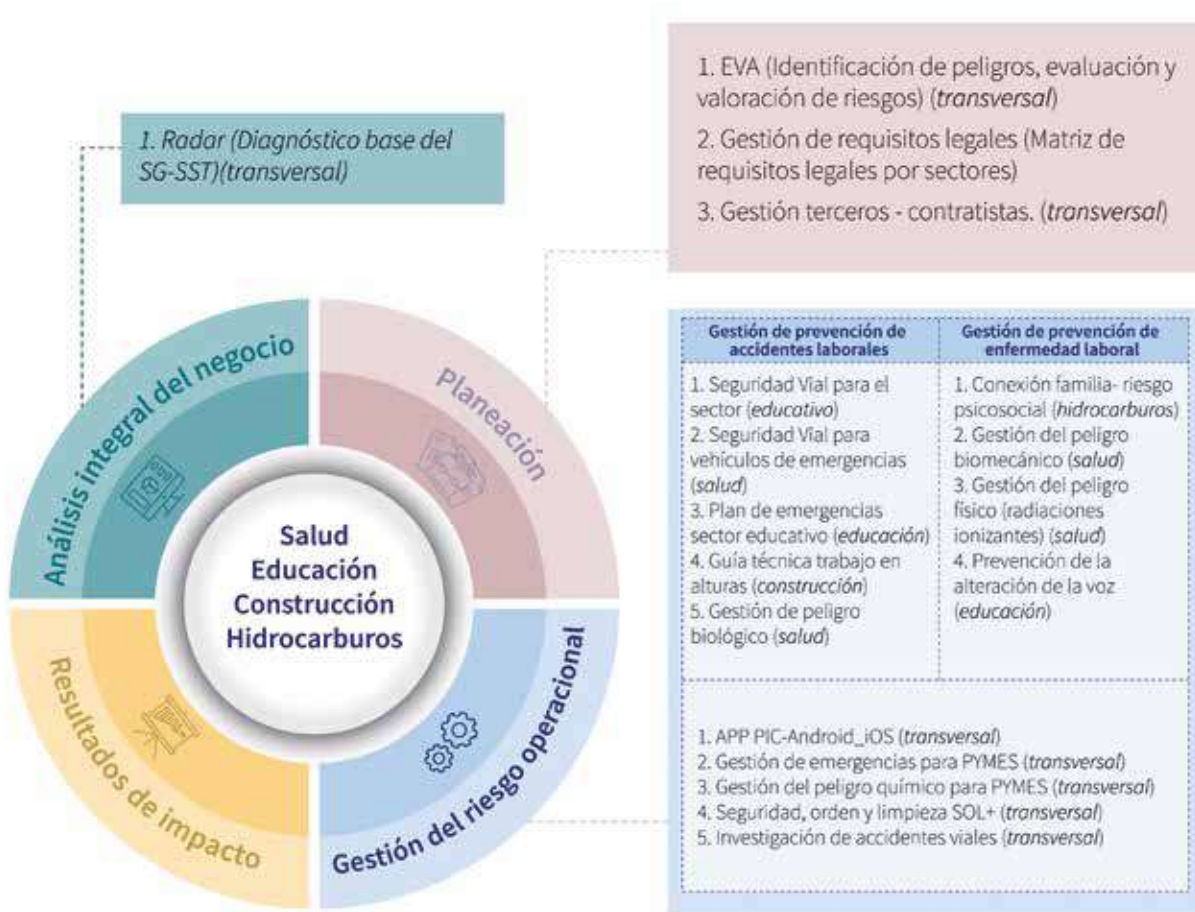 1. Radar (Diagnóstico base del
SG-SST)(transversal)
1. EVA (Identificación de peligros, evaluación y
valoración de riesgos) (transversal)
2. Gestión de requisitos legales (Matriz de
requisitos legales por sectores)
3. Gestión terceros - contratistas. (transversal)
Análisis integral del negocio
Planeación
Salud
Educación
Construcción
Hidrocarburos
Resultados de impacto
Gestión del riesgo operacional
Gestión de prevención de
accidentes laborales
1. Seguridad Vial para el
sector (educativo)
2. Seguridad Vial para
vehículos de emergencias
(salud)
3. Plan de emergencias
sector educativo (educación)
4. Guía técnica trabajo en
alturas (construcción)
5. Gestión de peligro
biológico (salud)
Gestión de prevención de
enfermedad laboral
1. Conexión familia- riesgo
psicosocial (hidrocarburos)
2. Gestión del peligro
biomecánico (salud)
3. Gestión del peligro
físico (radiaciones
ionizantes) (salud)
4. Prevención de la
alteración de la voz
(educación)
1. APP PIC-Android_iOS (transversal)
2. Gestión de emergencias para PYMES (transversal)
3. Gestión del peligro químico para PYMES (transversal)
4. Seguridad, orden y limpieza SOL+ (transversal)
5. Investigación de accidentes viales (transversal)